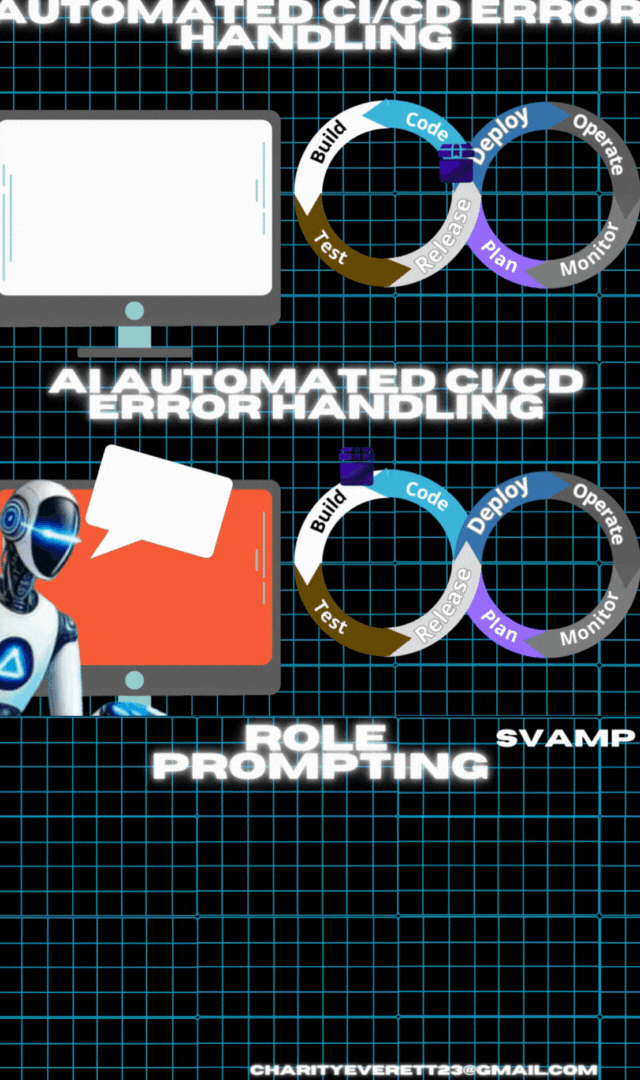 AUTOMATED CI/CD ERROR
HANDLING
Build
Code
Test
Release
Deploy
Operate
Plan
Monitor
AI AUTOMATED CI/CD
ERROR HANDLING
Build
Code
Test
Release
Deploy
Operate
Plan
Monitor
ROLE
PROMPTING
SVAMP
CHARITYEVERETT23@GMAIL.COM